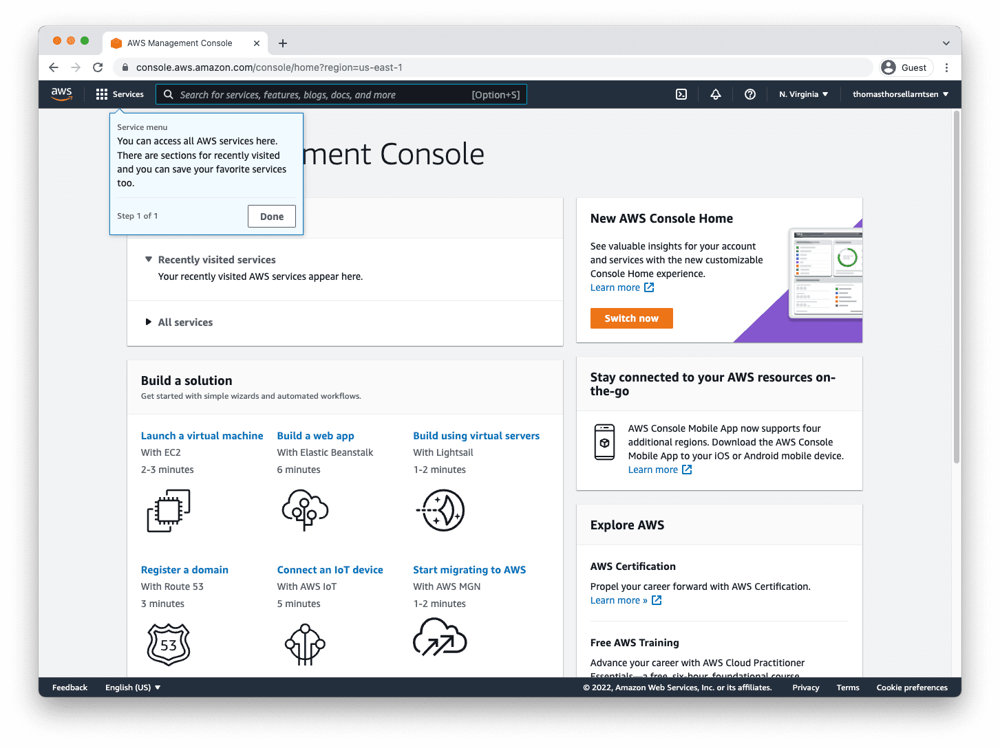 AWS Management Console
console.aws.amazon.com/console/home?region=us-east-1
Guest
aws
Services
Search for services, features, blogs, docs, and more
[Option+S]
N. Virginia
thomasthorsellarntsen
Service menu
You can access all AWS services here.
There are sections for recently visited
and you can save your favorite services
too.
Step 1 of 1
Done
ment Console
Recently visited services
Your recently visited AWS services appear here.
All services
New AWS Console Home
See valuable insights for your account
and services with the new customizable
Console Home experience.
Learn more
Switch now
Build a solution
Get started with simple wizards and automated workflows.
Launch a virtual machine
With EC2
2-3 minutes
Build a web app
With Elastic Beanstalk
6 minutes
Build using virtual servers
With Lightsail
1-2 minutes
Register a domain
With Route 53
3 minutes
53
Connect an IoT device
With AWS IoT
5 minutes
Start migrating to AWS
With AWS MGN
1-2 minutes
Stay connected to your AWS resources on-
the-go
AWS Console Mobile App now supports four
additional regions. Download the AWS Console
Mobile App to your iOS or Android mobile device.
Learn more
Explore AWS
AWS Certification
Propel your career forward with AWS Certification.
Learn more »
Free AWS Training
Advance your career with AWS Cloud Practitioner
Essentials—a free, six-hour, foundational course.
Feedback
English (US)
© 2022, Amazon Web Services, Inc. or its affiliates.
Privacy
Terms
Cookie preferences